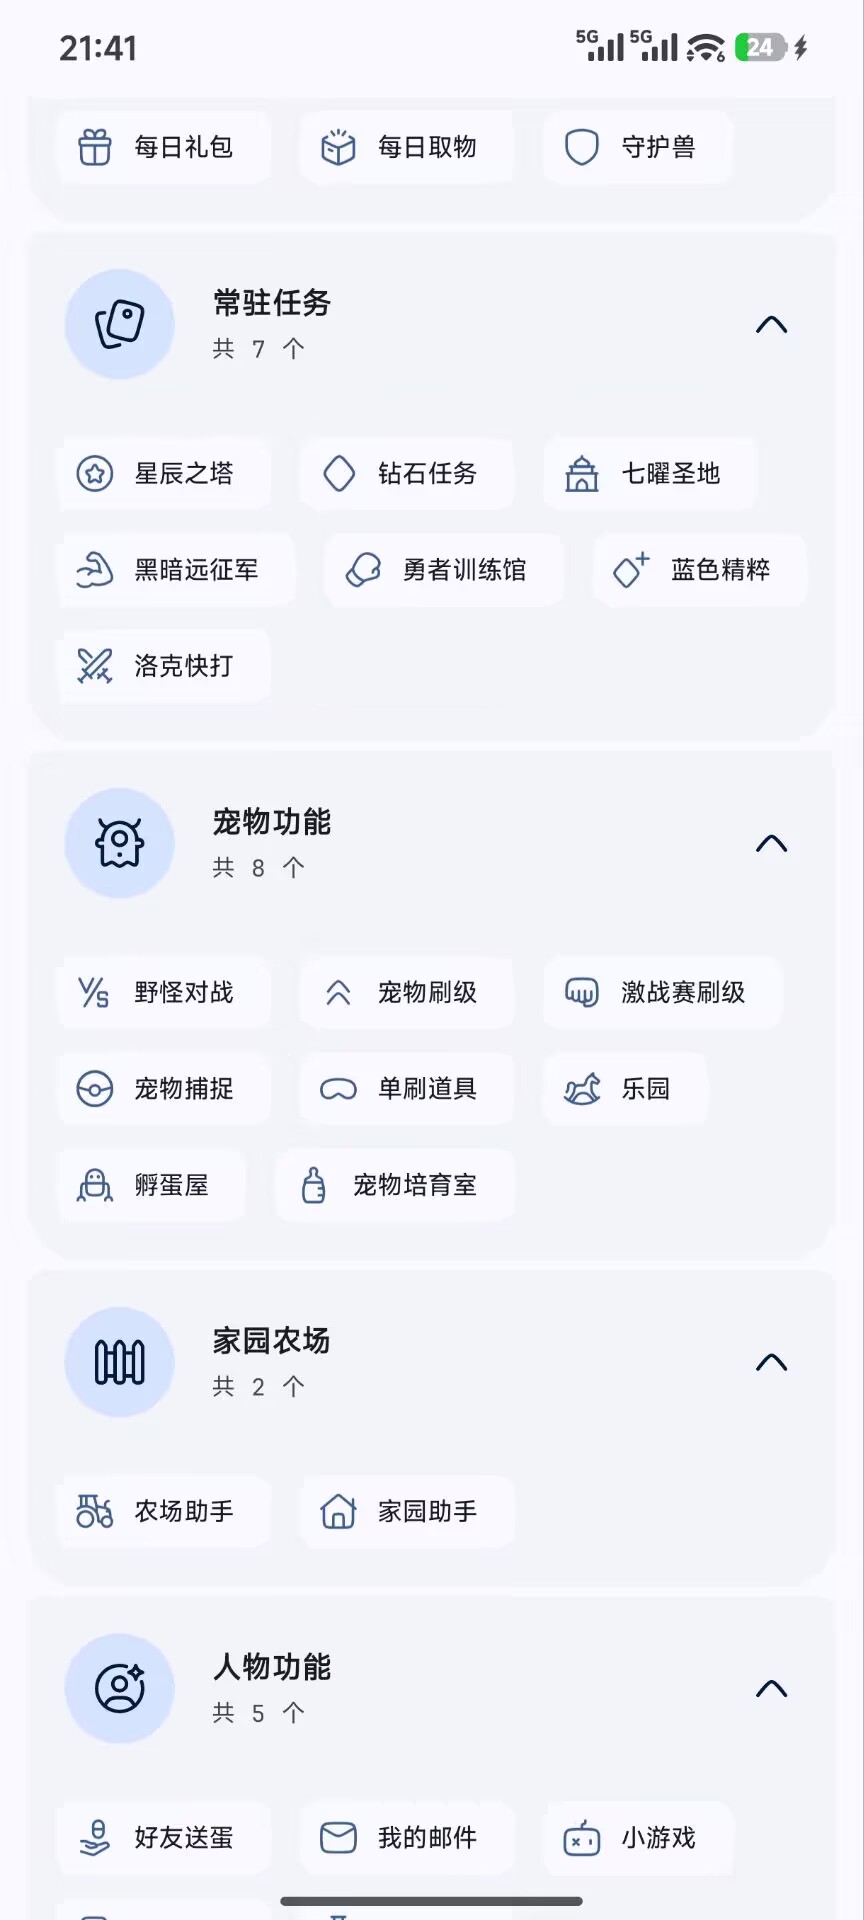 21:41 5G 5G 6 24
每日礼包 每日取物 守护兽
常驻任务
共 7 个
星辰之塔 钻石任务 七曜圣地
黑暗远征军 勇者训练馆 蓝色精粹
洛克快打
宠物功能
共 8 个
V/S 野怪对战 宠物刷级 激战赛刷级
宠物捕捉 单刷道具 乐园
孵蛋屋 宠物培育室
家园农场
共 2 个
农场助手 家园助手
人物功能
共 5 个
好友送蛋 我的邮件 小游戏